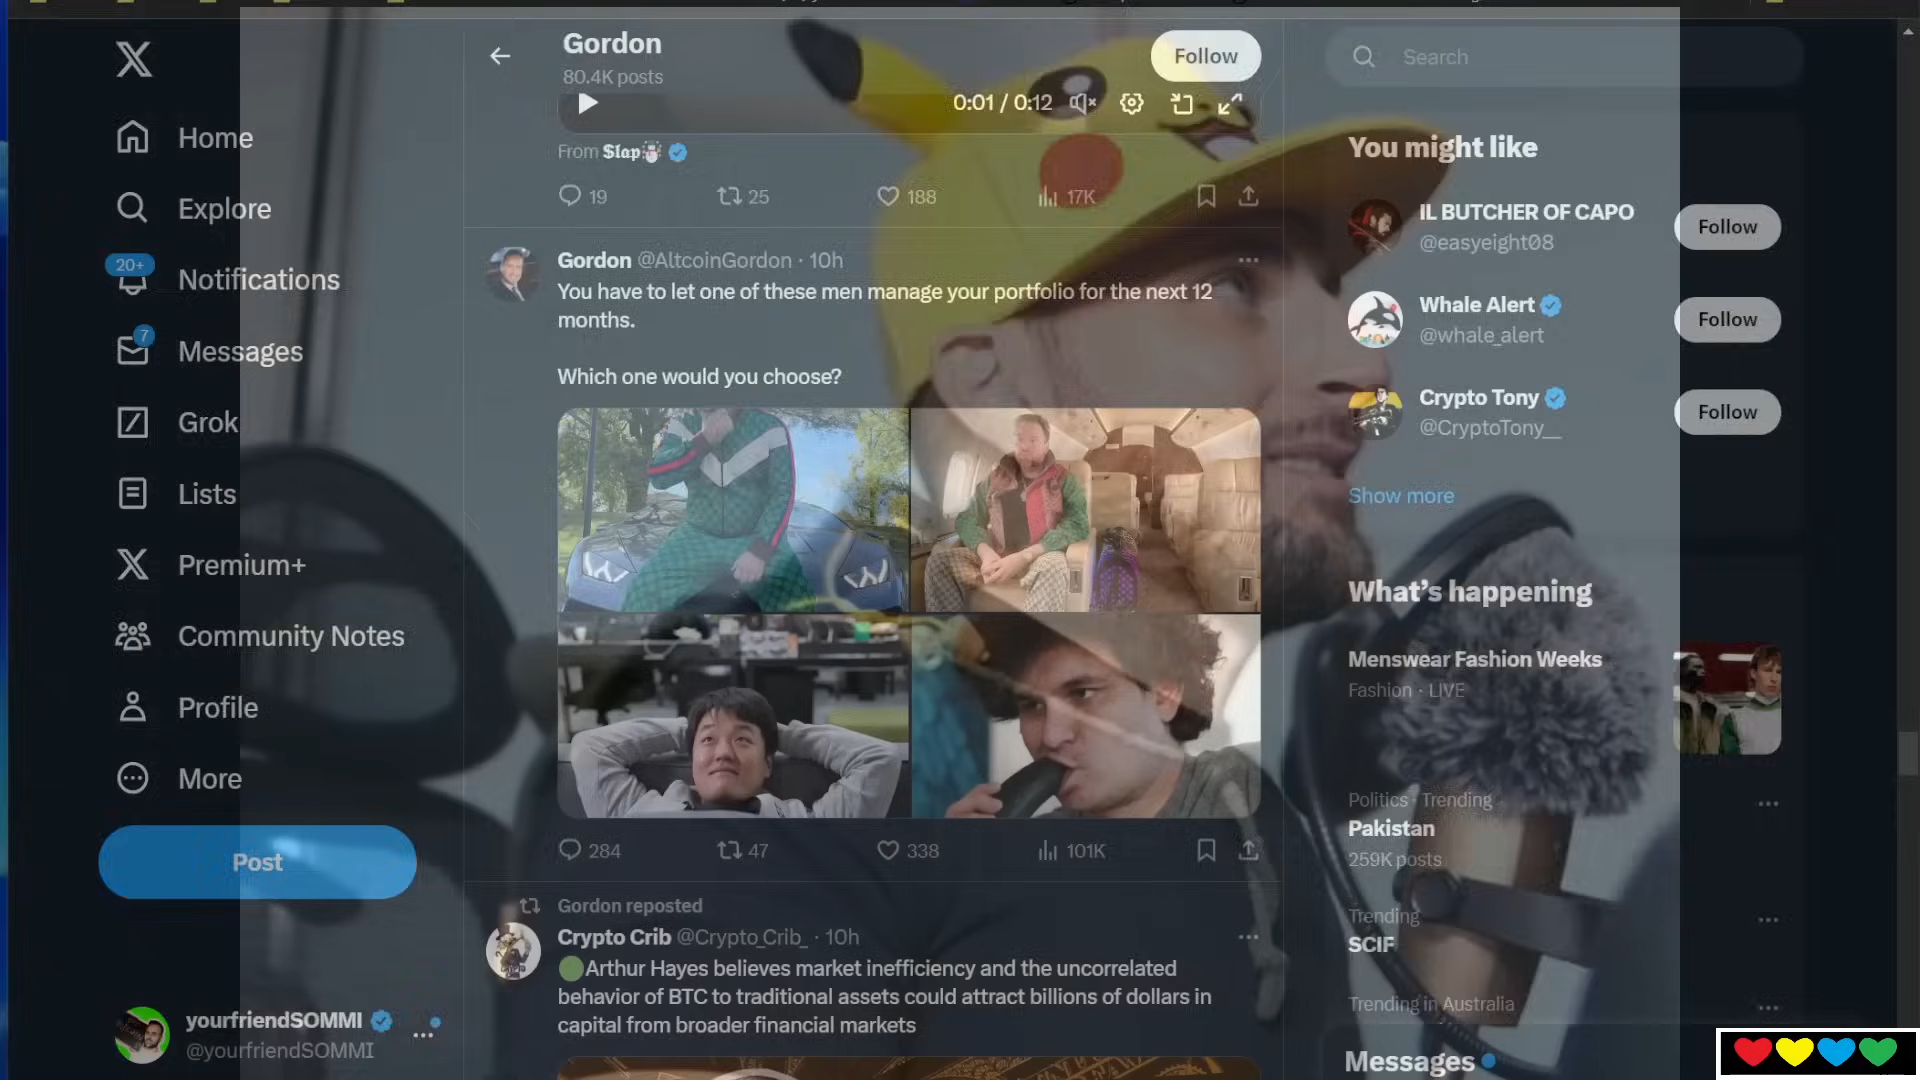 Home
Explore
20+
Notifications
7
Messages
Grok
Lists
Premium+
Community Notes
Profile
More
Post
yourfriendSOMMI
@yourfriendSOMMI
Gordon
80.4K posts
Follow
0:01 / 0:12
From $lap
19 25 188 17K
Gordon @AltcoinGordon · 10h
You have to let one of these men manage your portfolio for the next 12
months.
Which one would you choose?
284 47 338 101K
Gordon reposted
Crypto Crib @Crypto_Crib_ · 10h
Arthur Hayes believes market inefficiency and the uncorrelated
behavior of BTC to traditional assets could attract billions of dollars in
capital from broader financial markets
Search
You might like
IL BUTCHER OF CAPO
@easyeight08
Follow
Whale Alert
@whale_alert
Follow
Crypto Tony
@CryptoTony__
Follow
Show more
What's happening
Menswear Fashion Weeks
Fashion · LIVE
Politics · Trending
Pakistan
259K posts
Trending
SCIF
Trending in Australia
Messages